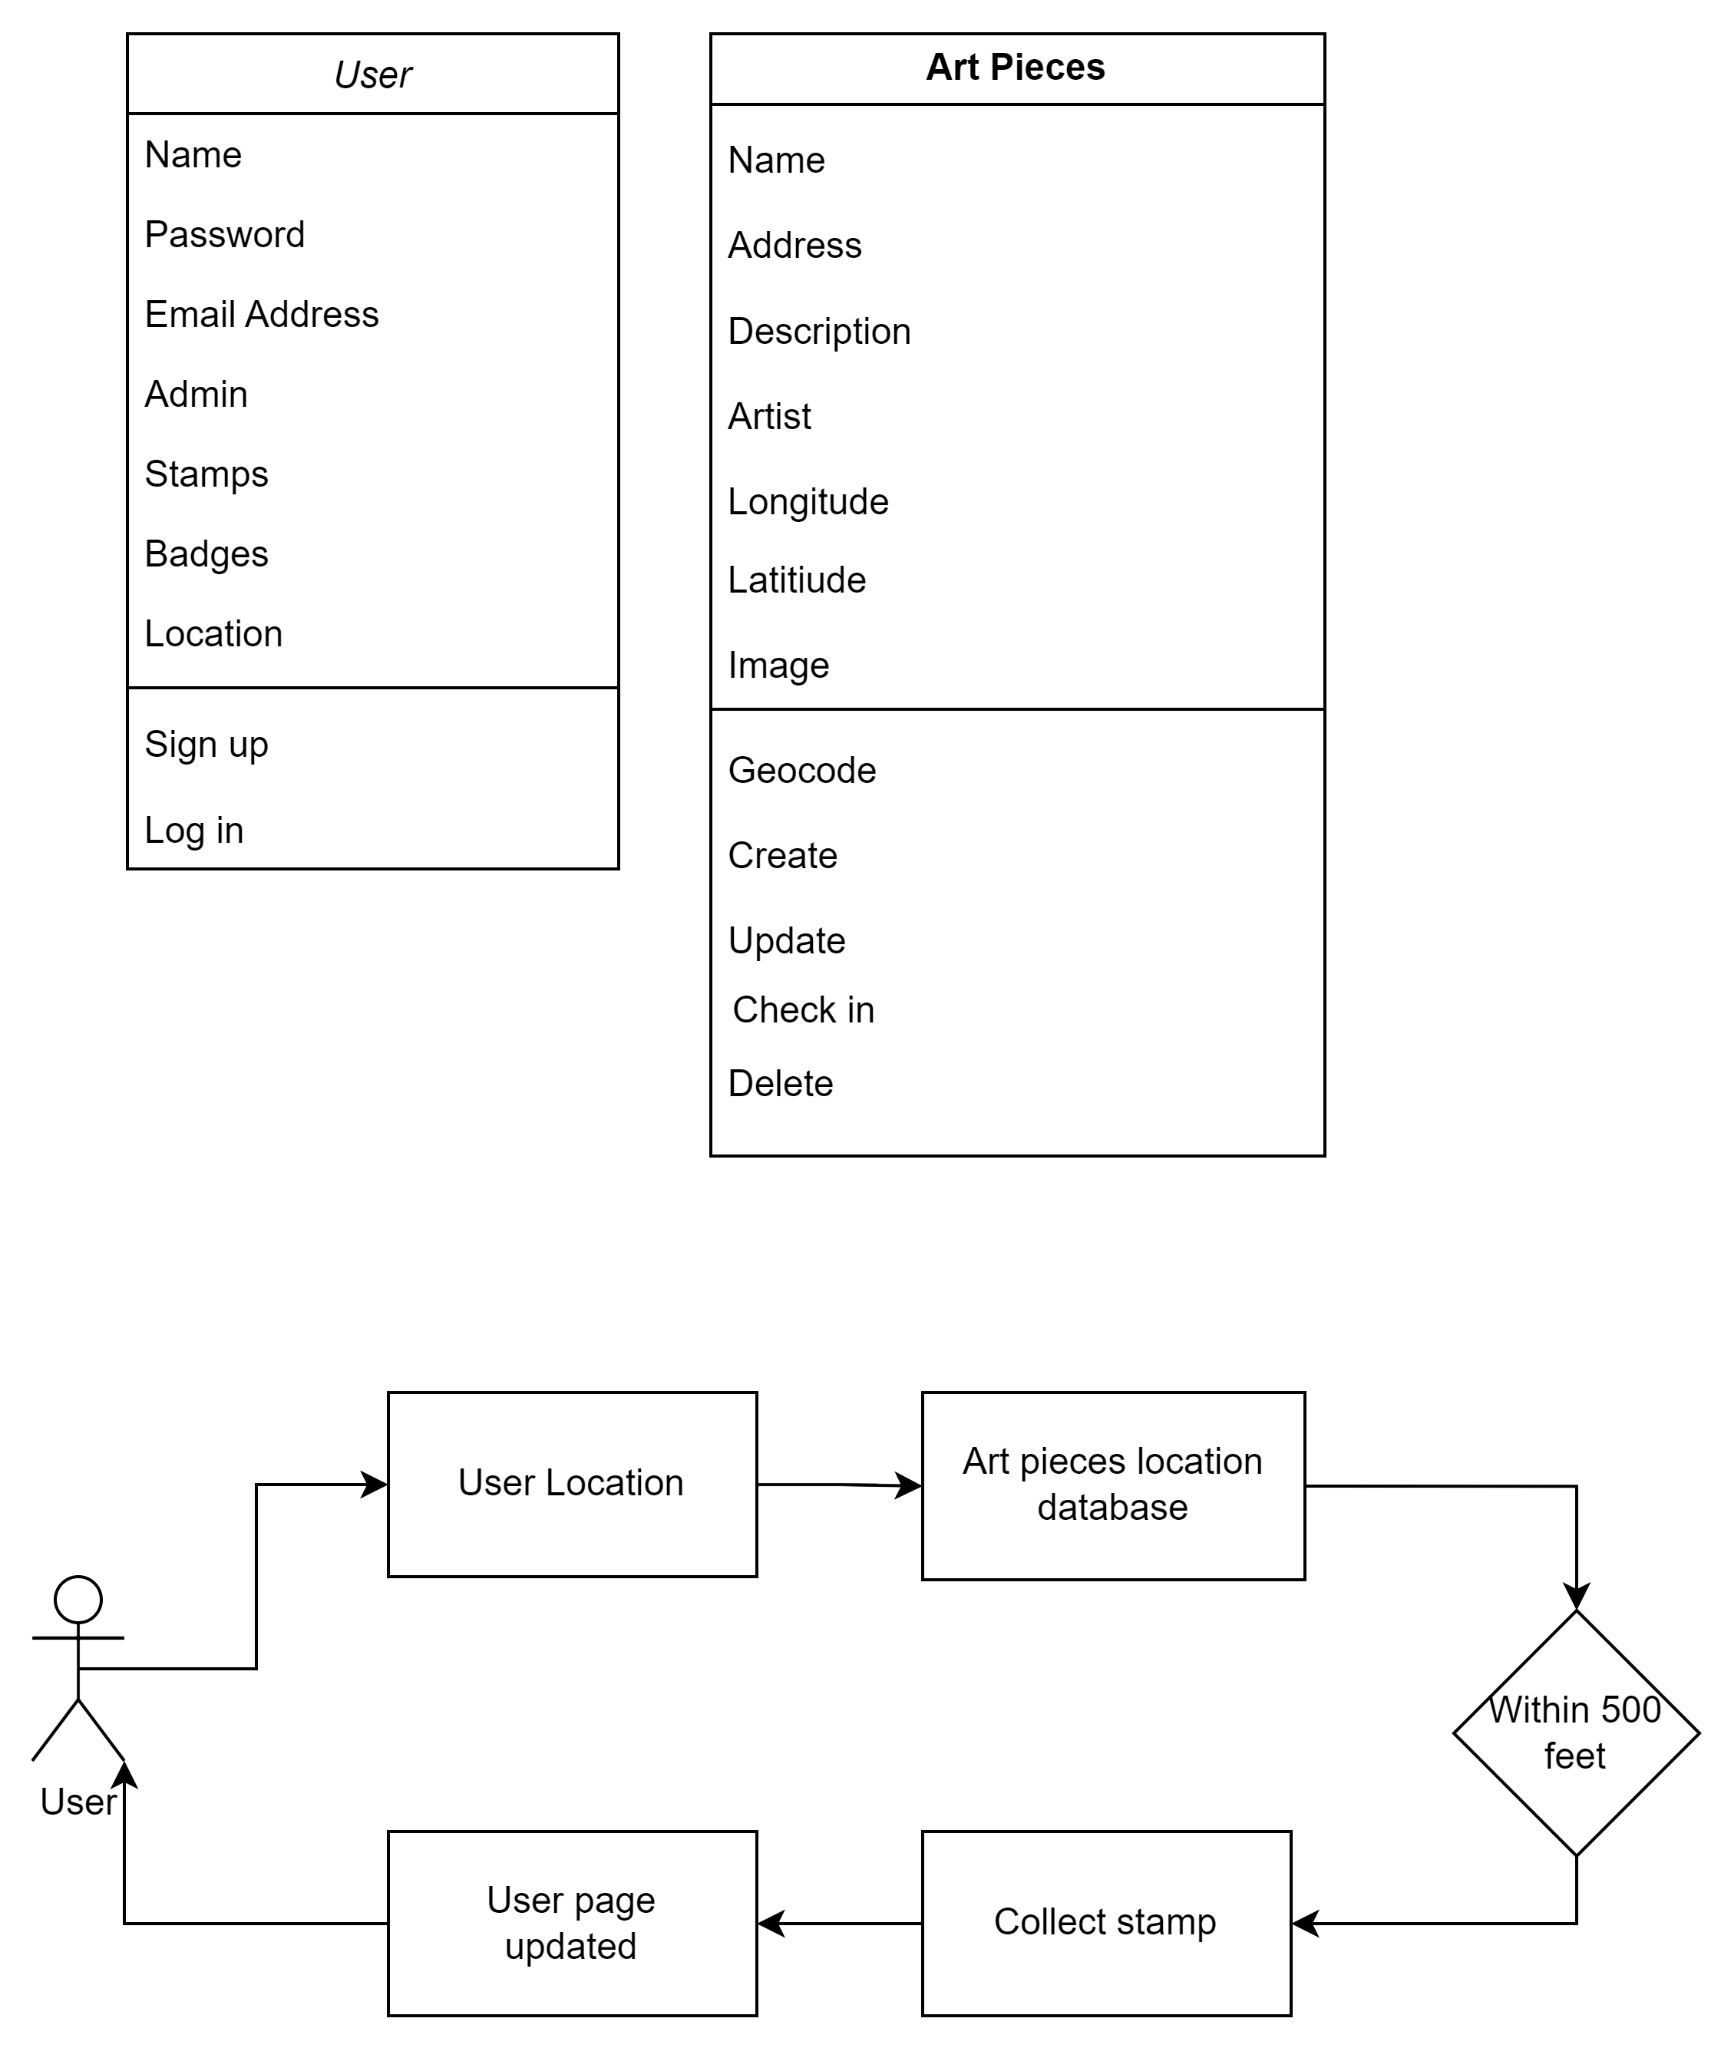 User
Name
Password
Email Address
Admin
Stamps
Badges
Location
Sign up
Log in
Art Pieces
Name
Address
Description
Artist
Longitude
Latitiude
Image
Geocode
Create
Update
Check in
Delete
User Location
Art pieces location
database
Within 500
feet
Collect stamp
User page
updated
User